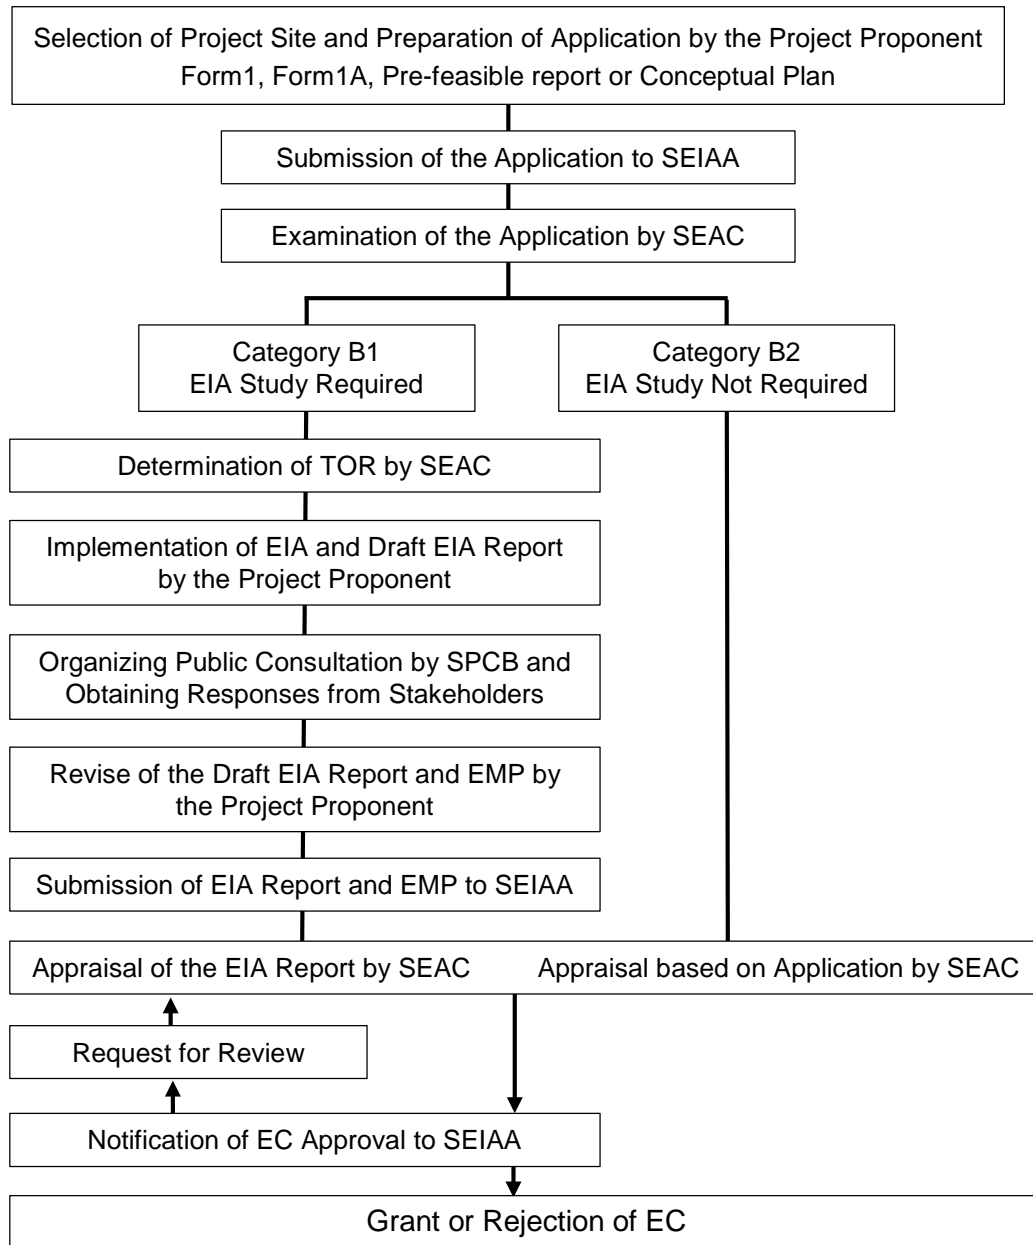 Selection of Project Site and Preparation of Application by the Project Proponent
Form1, Form1A, Pre-feasible report or Conceptual Plan
Submission of the Application to SEIAA
Examination of the Application by SEAC
Category B1
EIA Study Required
Category B2
EIA Study Not Required
Determination of TOR by SEAC
Implementation of EIA and Draft EIA Report
by the Project Proponent
Organizing Public Consultation by SPCB and
Obtaining Responses from Stakeholders
Revise of the Draft EIA Report and EMP by
the Project Proponent
Submission of EIA Report and EMP to SEIAA
Appraisal of the EIA Report by SEAC
Appraisal based on Application by SEAC
Request for Review
Notification of EC Approval to SEIAA
Grant or Rejection of EC